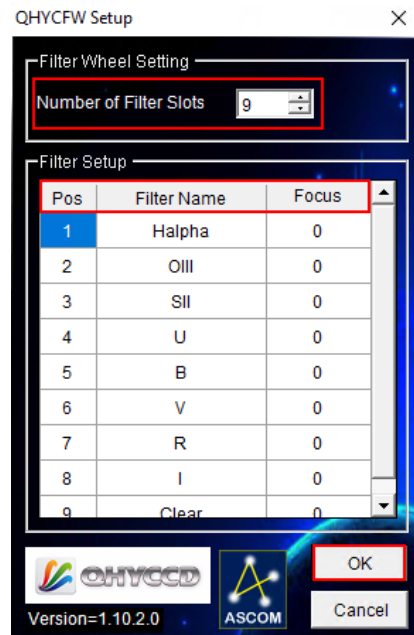 QHYCFW Setup
Filter Wheel Setting
Number of Filter Slots 9
Filter Setup
Pos Filter Name Focus
1 Halpha 0
2 OIII 0
3 SII 0
4 U 0
5 B 0
6 V 0
7 R 0
8 I 0
9 Clear 0
QHYCCD
ASCOM
OK
Version=1.10.2.0
Cancel